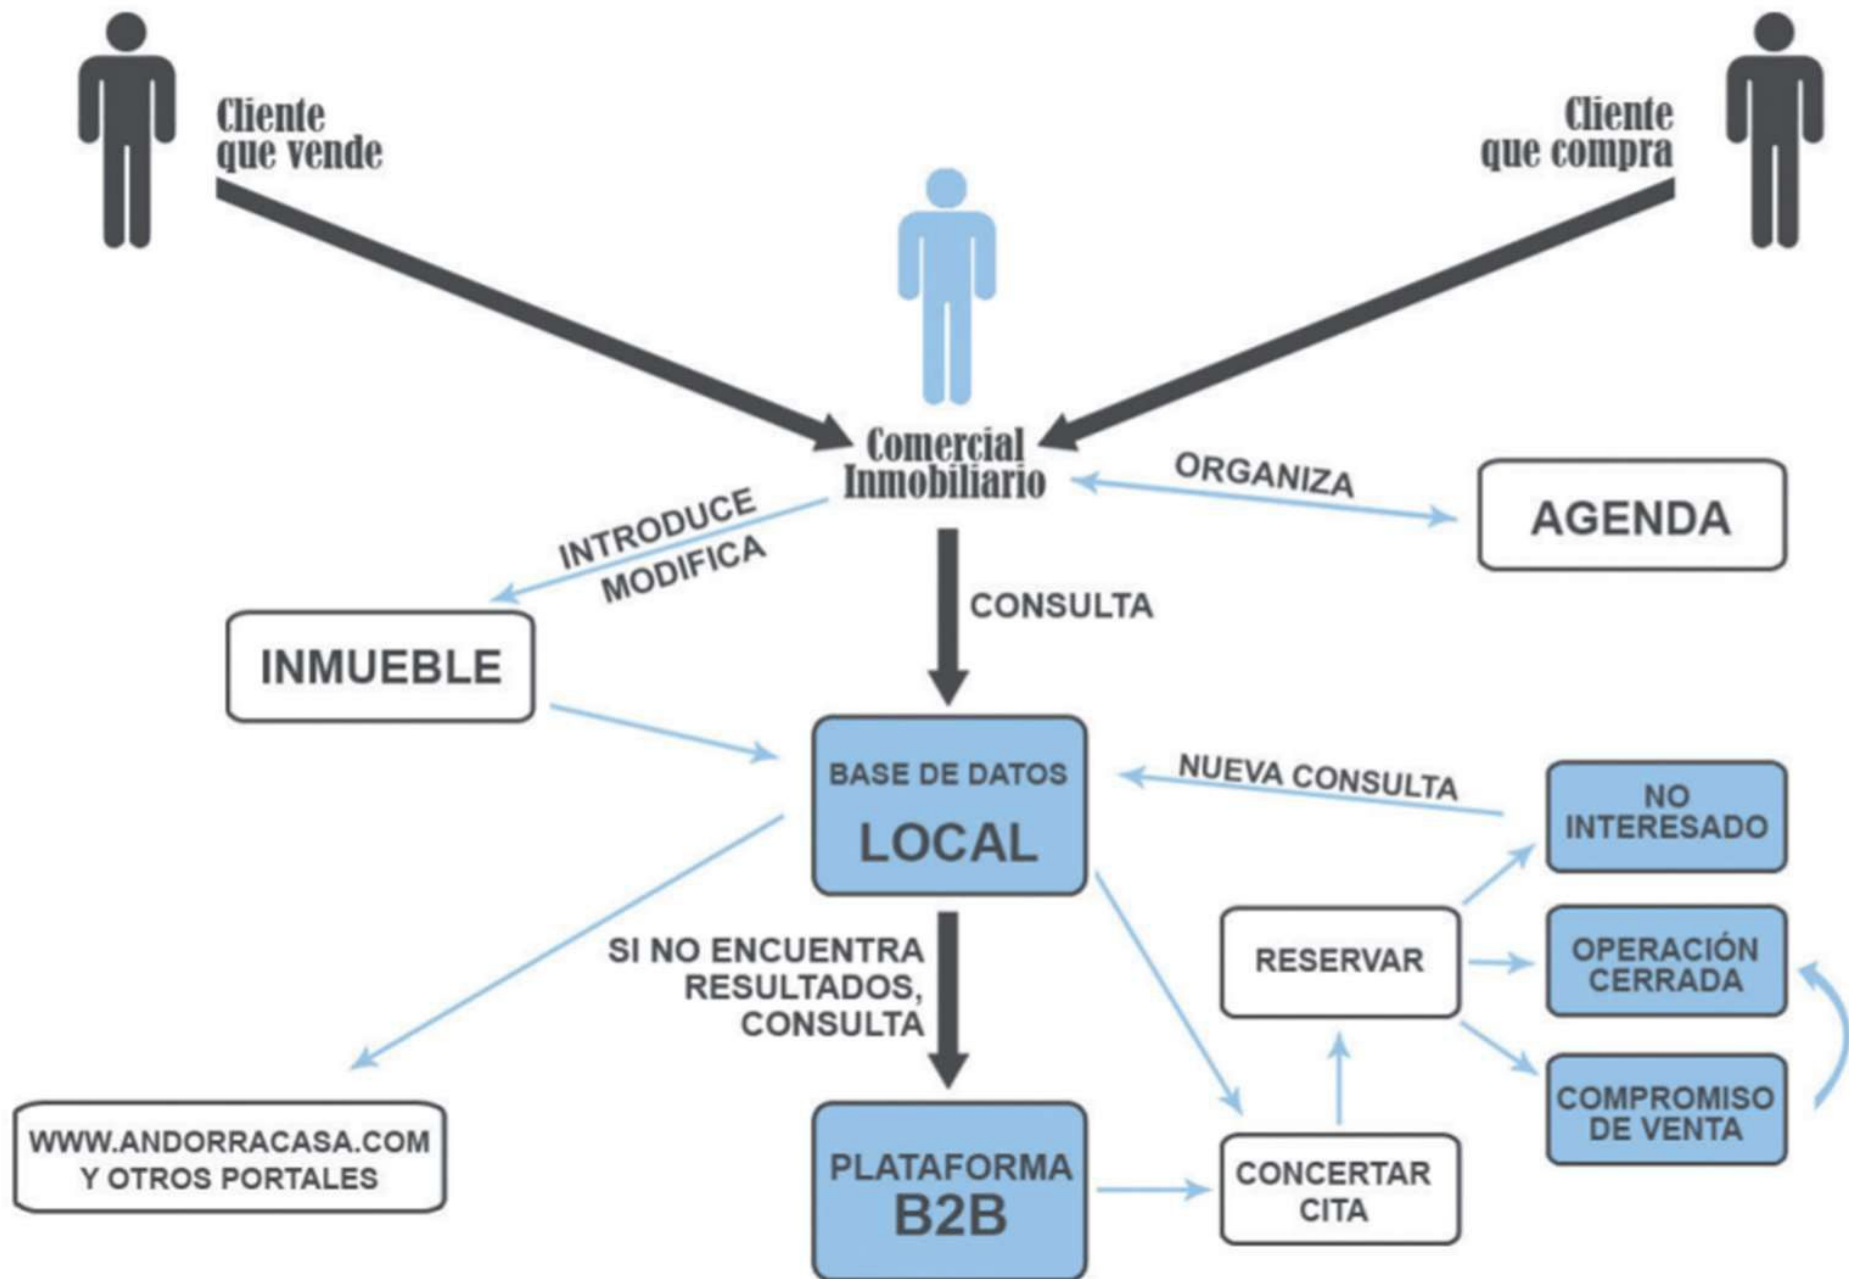 Cliente
que vende
Cliente
que compra
Comercial
Inmobiliario
ORGANIZA
AGENDA
INTRODUCE
MODIFICA
CONSULTA
INMUEBLE
BASE DE DATOS
LOCAL
NUEVA CONSULTA
NO
INTERESADO
SI NO ENCUENTRA
RESULTADOS,
CONSULTA
RESERVAR
OPERACIÓN
CERRADA
COMPROMISO
DE VENTA
WWW.ANDORRACASA.COM
Y OTROS PORTALES
PLATAFORMA
B2B
CONCERTAR
CITA